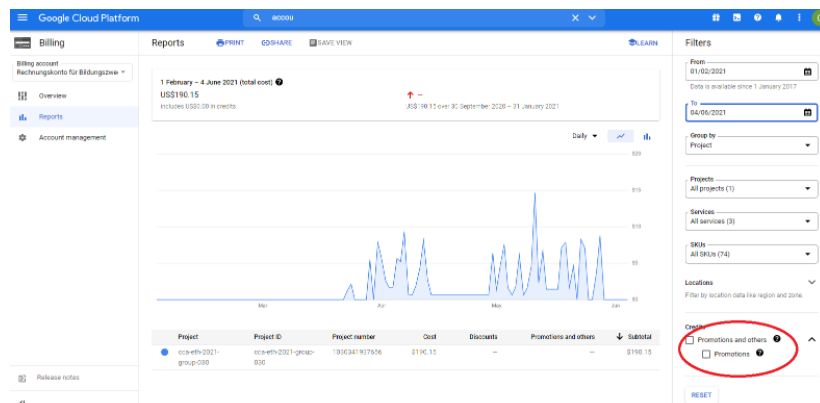 Google Cloud Platform
accou
Billing
Billing account
Rechnungskonto für Bildungszwe
Overview
Reports
Account management
Release notes
Reports
PRINT
SHARE
SAVE VIEW
LEARN
1 February – 4 June 2021 (total cost)
US$190.15
includes US$0.00 in credits
–
US$190.15 over 30 September 2020 – 31 January 2021
Daily
$20
$15
$10
$5
$0
Mar
Apr
May
Jun
Project Project ID Project number Cost Discounts Promotions and others Subtotal
cca-eth-2021-group-030 cca-eth-2021-group-030 $190.15 – – $190.15
Filters
From
01/02/2021
Data is available since 1 January 2017
To
04/06/2021
Group by
Project
Projects
All projects (1)
Services
All services (3)
SKUs
All SKUs (74)
Locations
Filter by location data like region and zone.
Credits
Promotions and others
Promotions
RESET